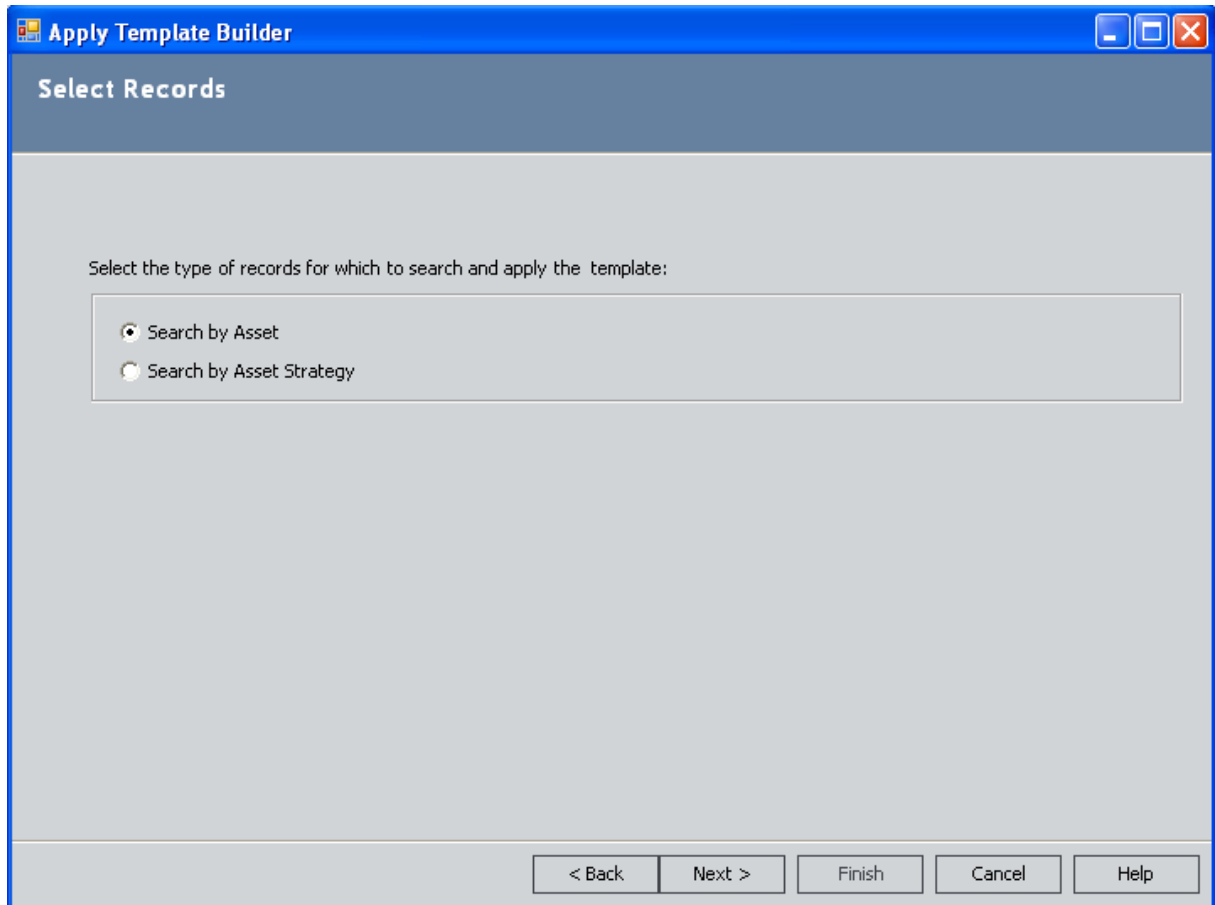 Apply Template Builder
Select Records
Select the type of records for which to search and apply the template:
Search by Asset
Search by Asset Strategy
< Back Next > Finish Cancel Help